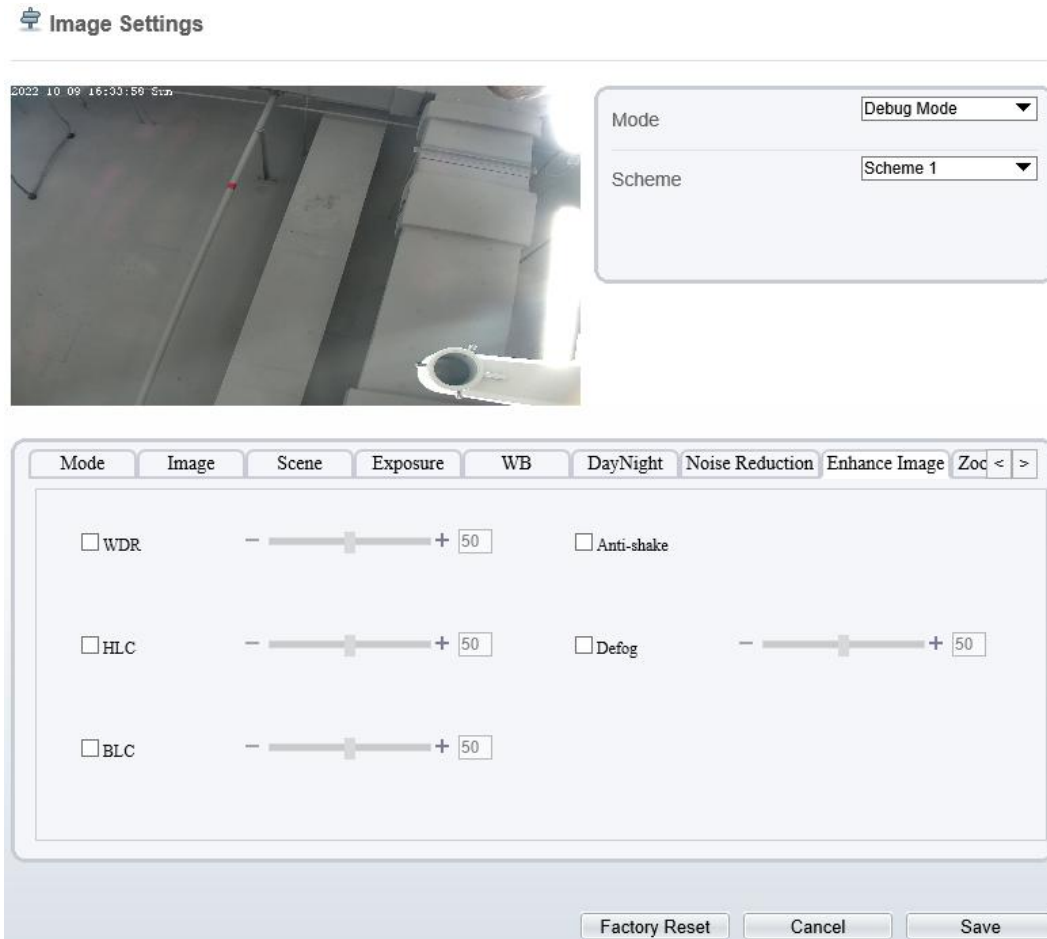 Image Settings
2022 10 09 16:33:58 Sun
Mode Debug Mode
Scheme Scheme 1
Mode Image Scene Exposure WB DayNight Noise Reduction Enhance Image Zoc < >
WDR − + 50 Anti-shake
HLC − + 50 Defog − + 50
BLC − + 50
Factory Reset Cancel Save